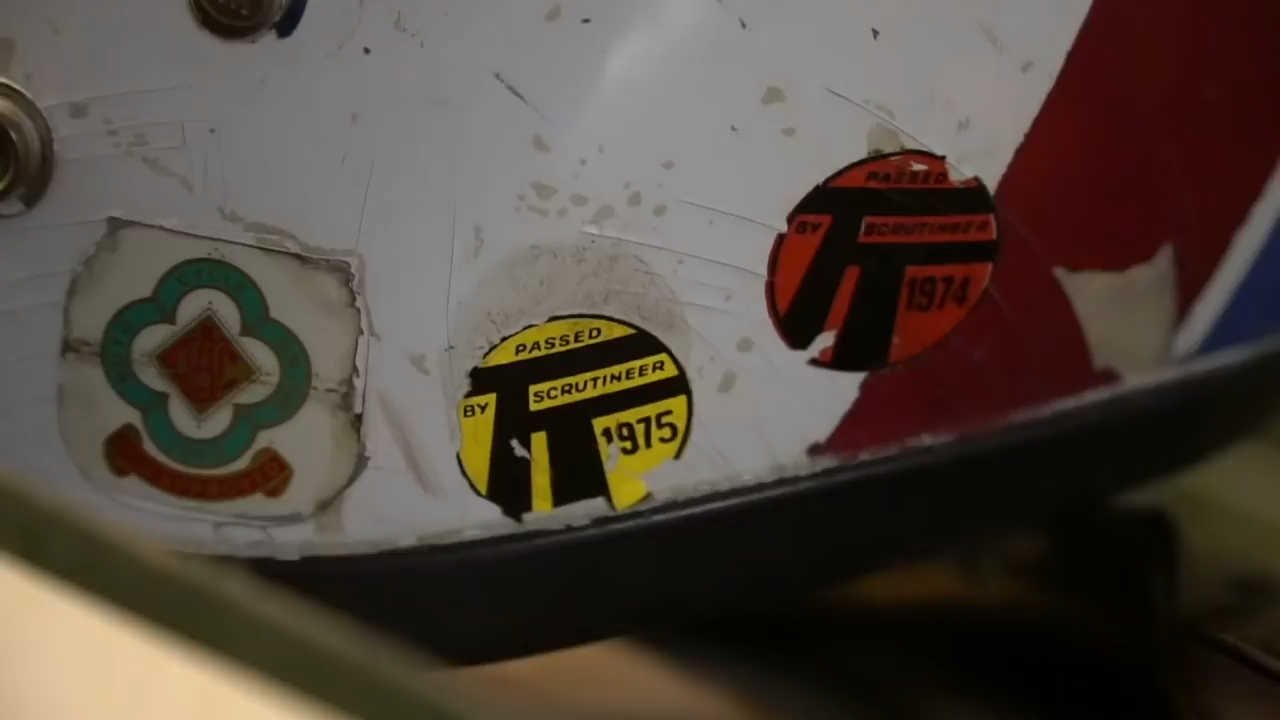 PASSED
BY SCRUTINEER
1975
PASSED
BY SCRUTINEER
1974